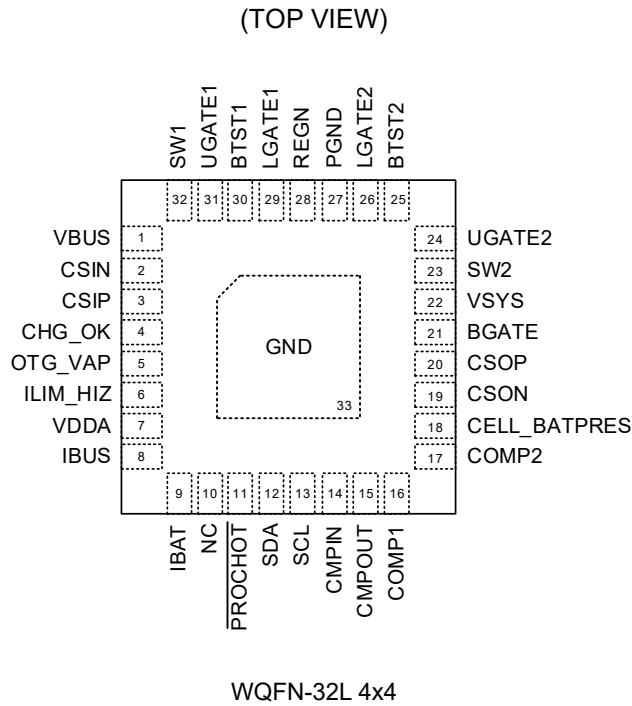 (TOP VIEW)
SW1
UGATE1
BTST1
LGATE1
REGN
PGND
LGATE2
BTST2
32
31
30
29
28
27
26
25
VBUS 1
CSIN 2
CSIP 3
CHG_OK 4
OTG_VAP 5
ILIM_HIZ 6
VDDA 7
IBUS 8
24 UGATE2
23 SW2
22 VSYS
21 BGATE
20 CSOP
19 CSON
18 CELL_BATPRES
17 COMP2
GND
33
9
10
11
12
13
14
15
16
IBAT
NC
PROCHOT
SDA
SCL
CMPIN
CMPOUT
COMP1
WQFN-32L 4x4